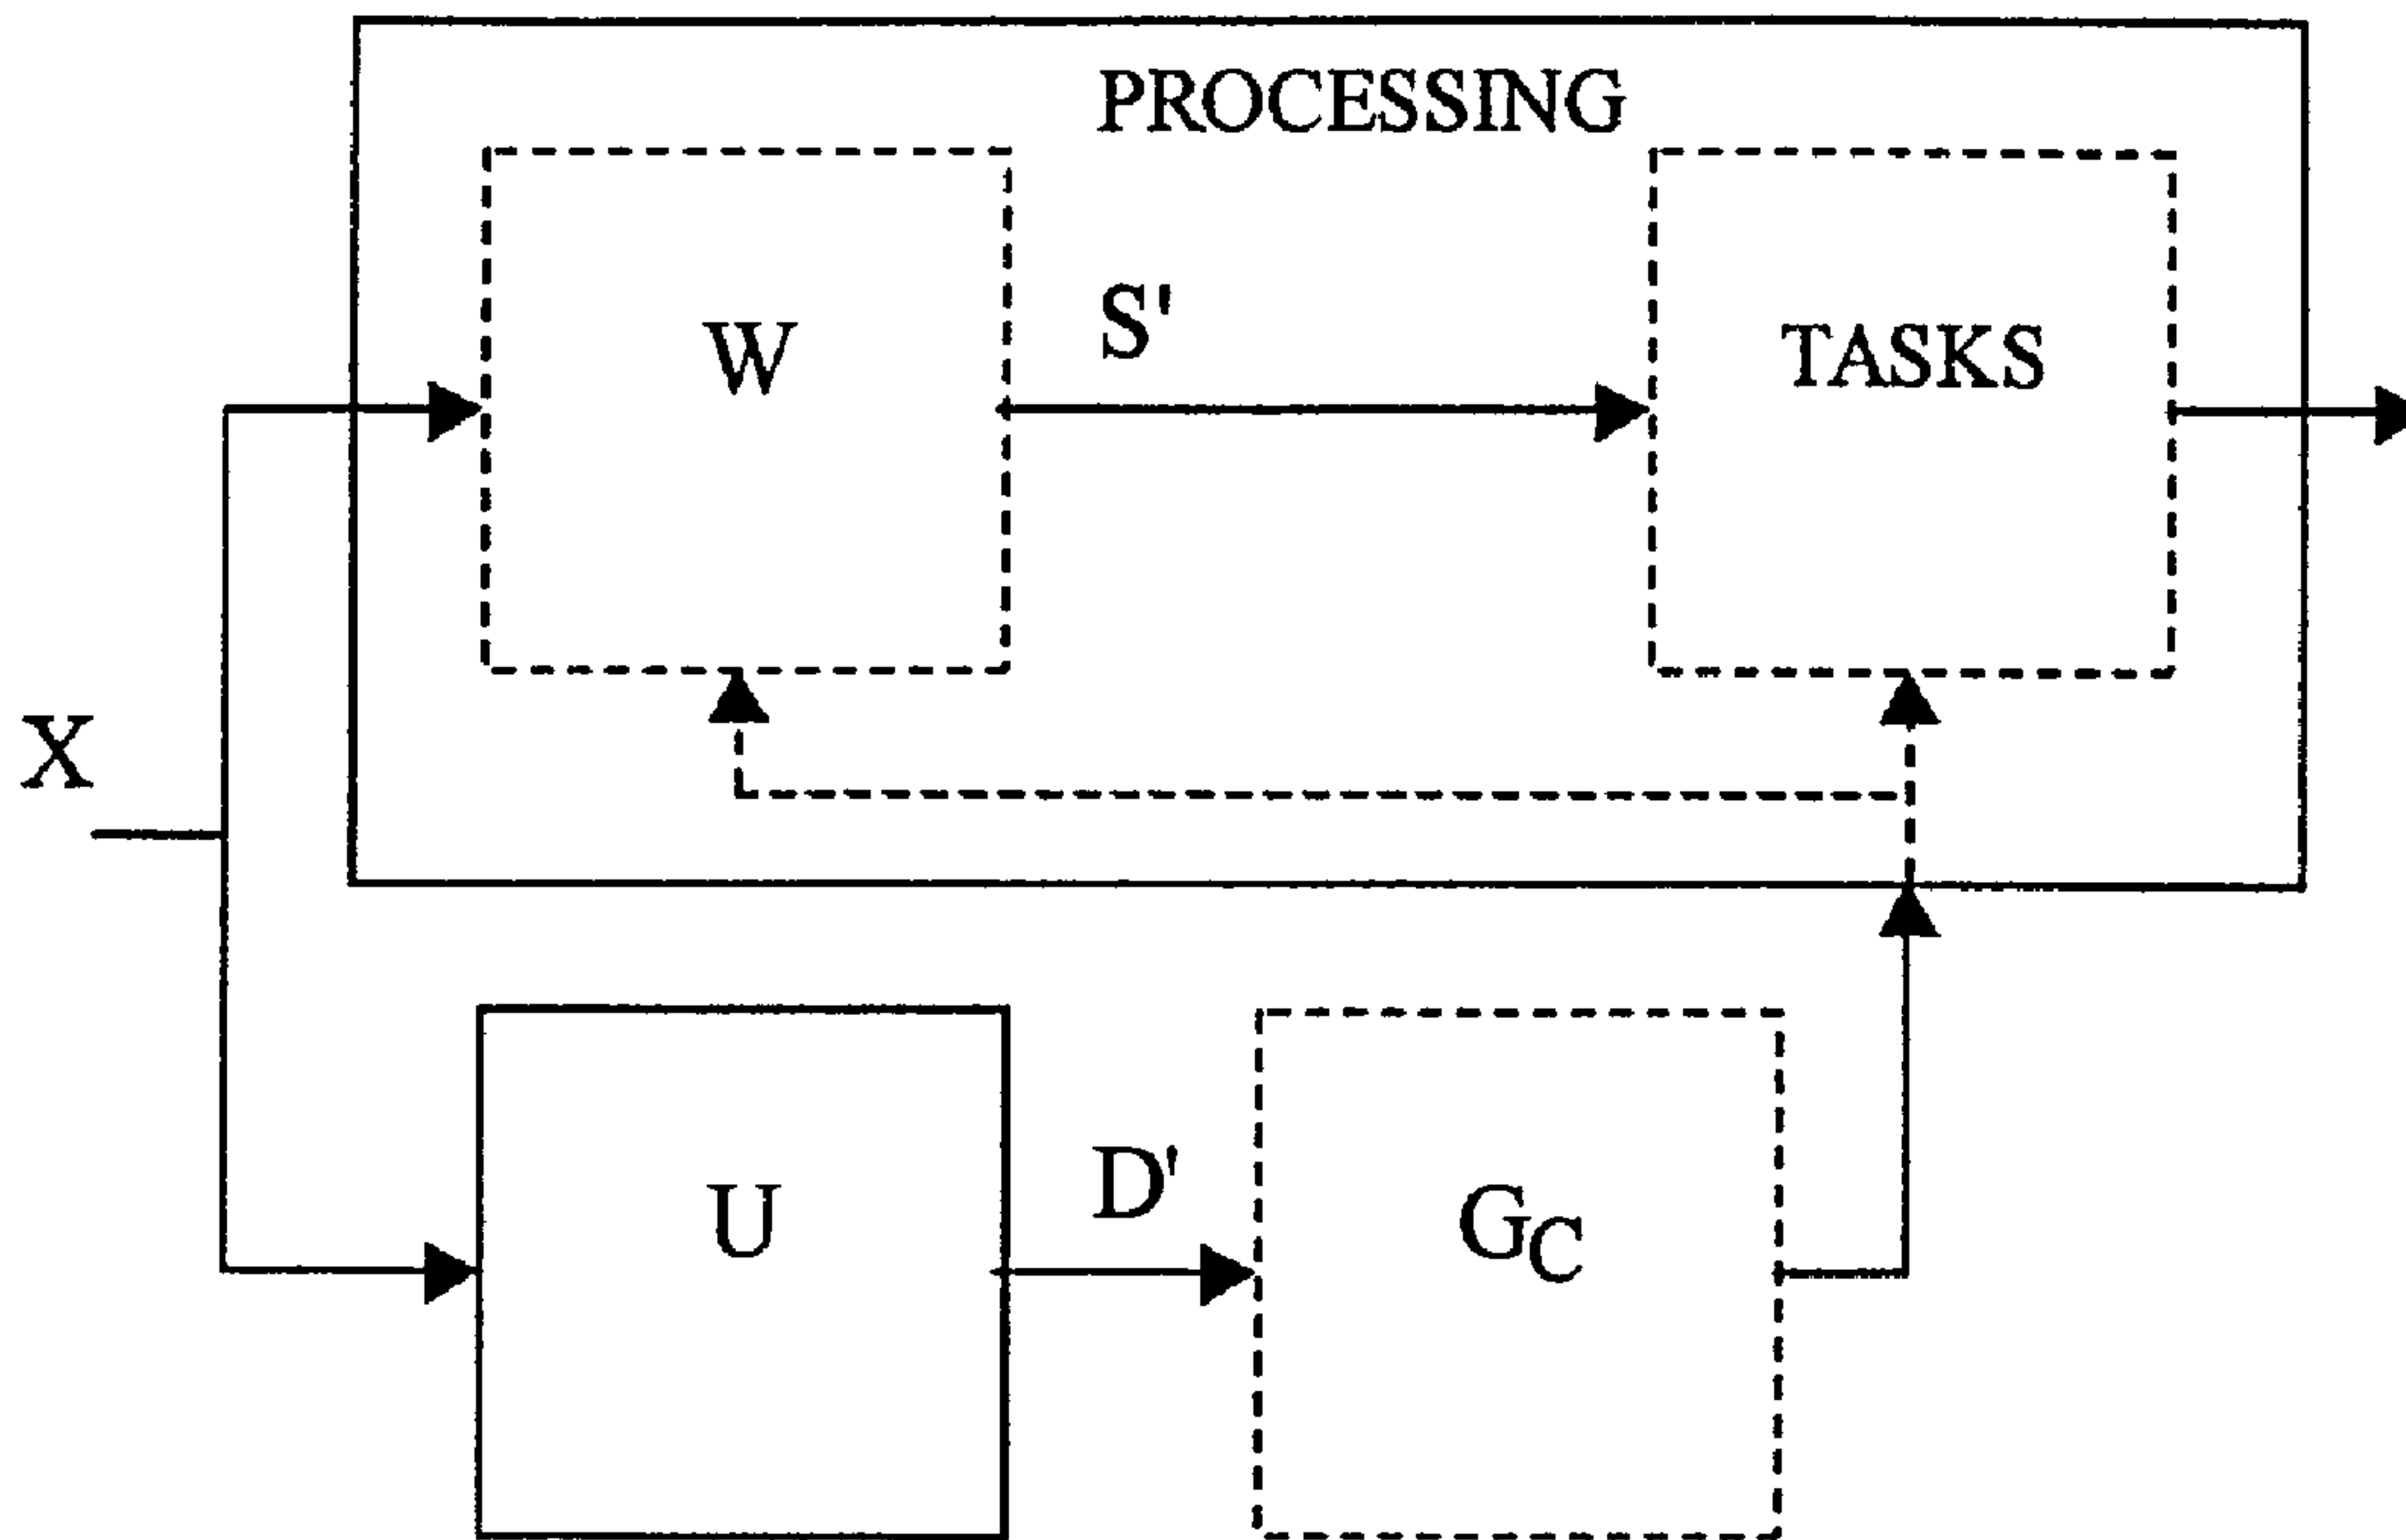 PROCESSING
W
S'
TASKS
X
U
D'
GC